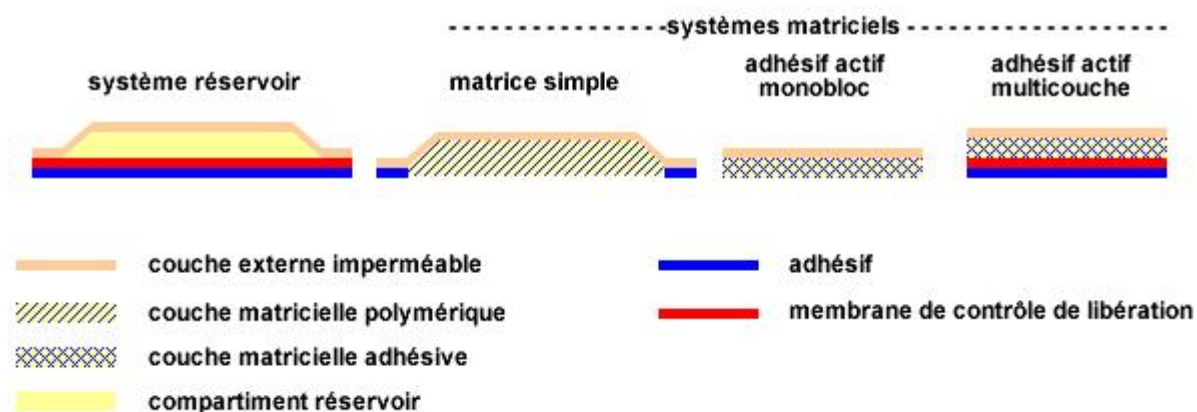 systèmes matriciels
système réservoir
matrice simple
adhésif actif
monobloc
adhésif actif
multicouche
couche externe imperméable
adhésif
couche matricielle polymérique
membrane de contrôle de libération
couche matricielle adhésive
compartiment réservoir